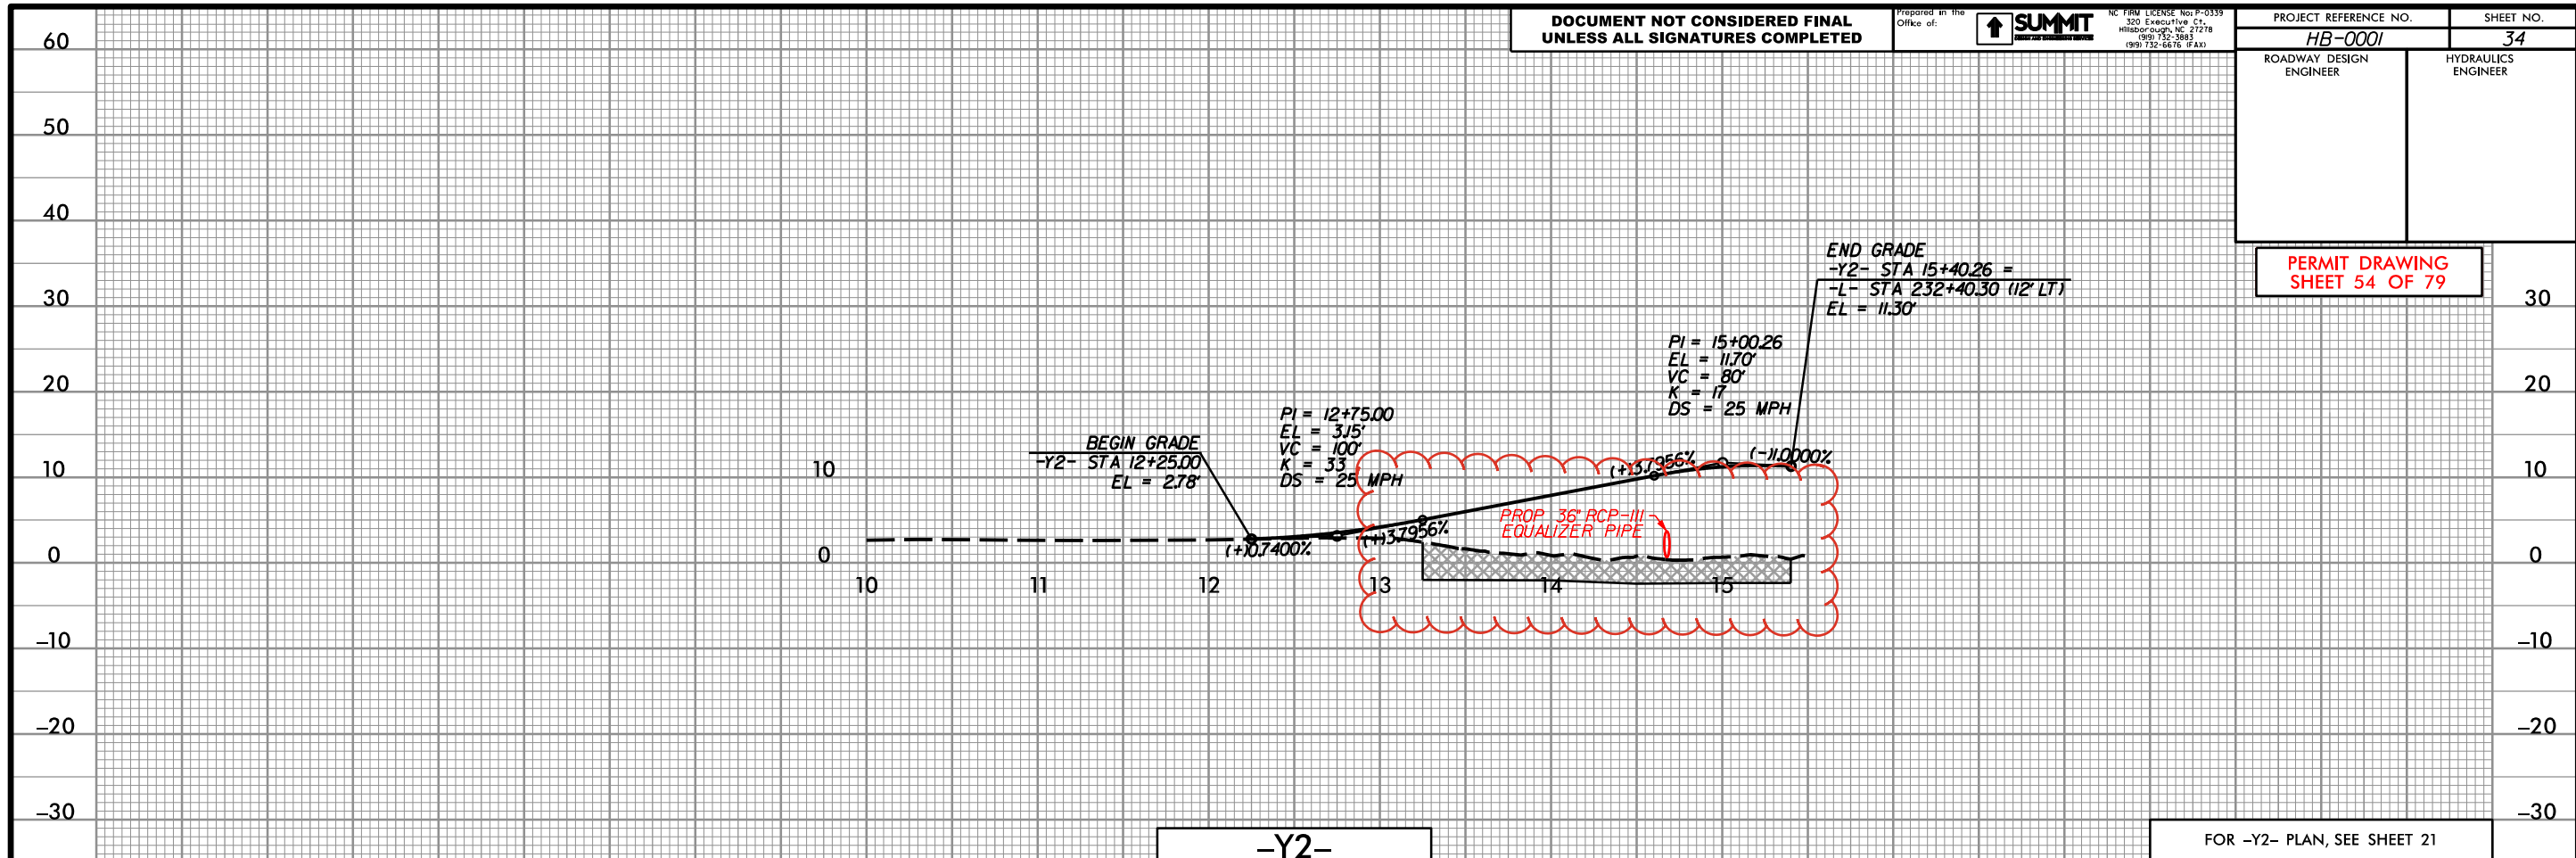 DOCUMENT NOT CONSIDERED FINAL
UNLESS ALL SIGNATURES COMPLETED
Prepared in the
Office of:
SUMMIT
NC FIRM LICENSE No: P-0339
320 Executive Ct.
Hillsborough, NC 27278
(919) 732-3883
(919) 732-6676 (FAX)
PROJECT REFERENCE NO.
SHEET NO.
HB-0001
34
ROADWAY DESIGN
ENGINEER
HYDRAULICS
ENGINEER
PERMIT DRAWING
SHEET 54 OF 79
60
50
40
30
20
10
0
-10
-20
-30
30
20
10
0
-10
-20
-30
10
0
END GRADE
-Y2- STA 15+40.26 =
-L- STA 232+40.30 (12' LT)
EL = 11.30'
PI = 15+00.26
EL = 11.70'
VC = 80'
K = 17
DS = 25 MPH
PI = 12+75.00
EL = 3.15'
VC = 100'
K = 33
DS = 25 MPH
BEGIN GRADE
-Y2- STA 12+25.00
EL = 2.78'
(+)0.7400%
(+)3.7956%
(+)3.7956%
(-)1.0000%
PROP 36" RCP-III
EQUALIZER PIPE
10
11
12
13
14
15
-Y2-
FOR -Y2- PLAN, SEE SHEET 21